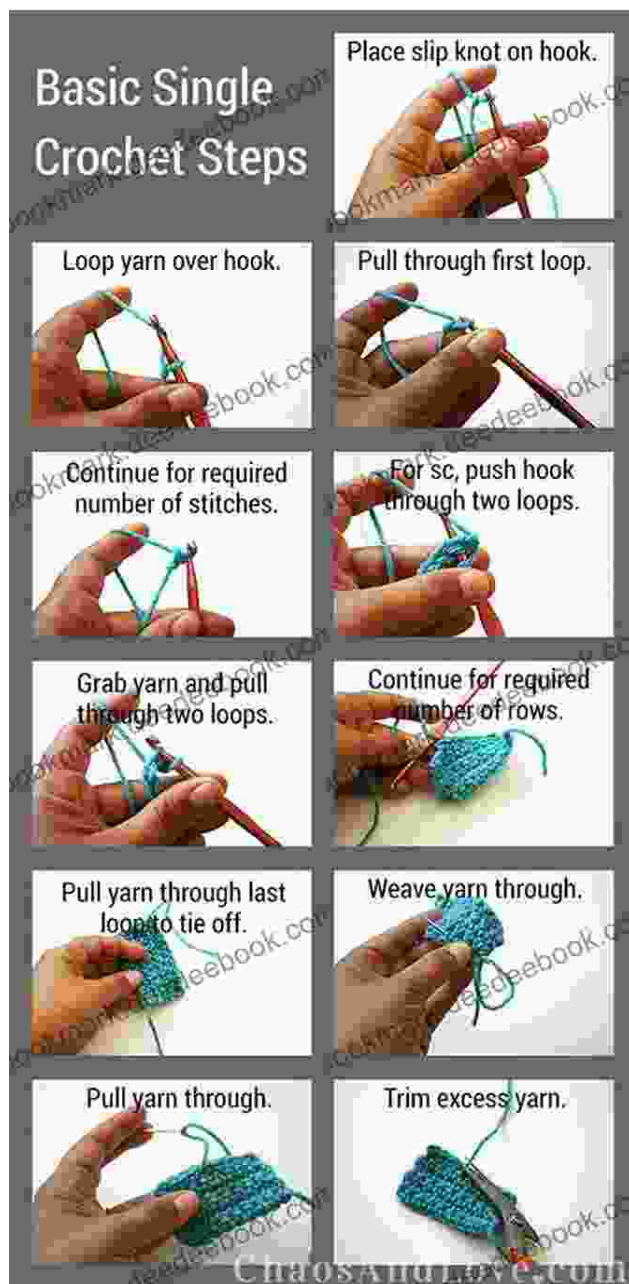 Basic Single
Crochet Steps
Place slip knot on hook.
Loop yarn over hook.
Pull through first loop.
Continue for required
number of stitches.
For sc, push hook
through two loops.
Grab yarn and pull
through two loops.
Continue for required
number of rows.
Pull yarn through last
loop to tie off.
Weave yarn through.
Pull yarn through.
Trim excess yarn.
bookmark.deedeebook.com
ChaosAndLove.com